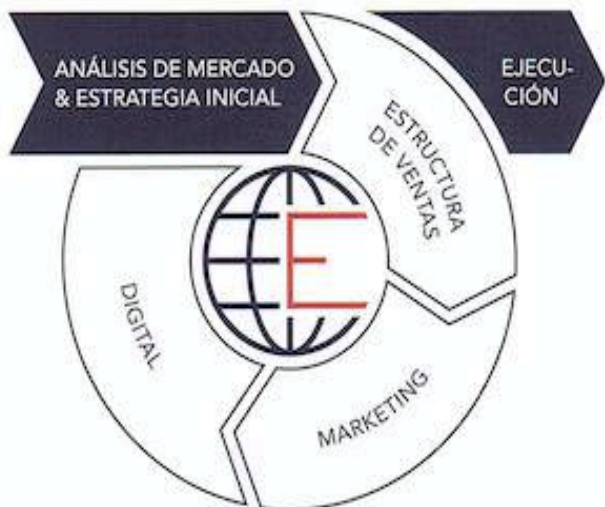 ANÁLISIS DE MERCADO
& ESTRATEGIA INICIAL
EJECU-
CIÓN
ESTRUCTURA
DE VENTAS
MARKETING
DIGITAL
E